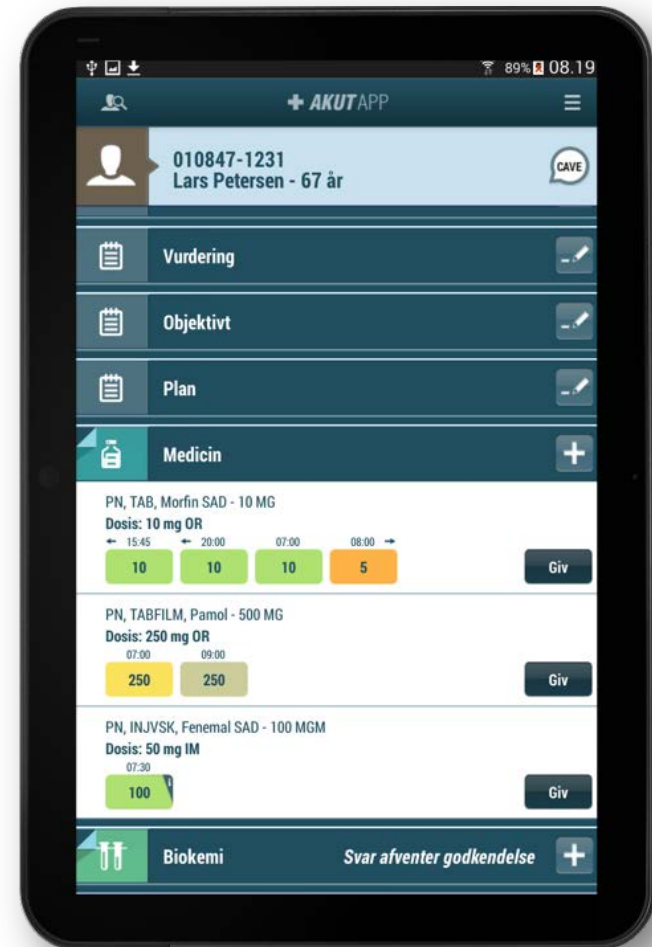 89% 08.19
+ AKUTAPP
010847-1231
Lars Petersen - 67 år
CAVE
Vurdering
Objektivt
Plan
Medicin
PN, TAB, Morfin SAD - 10 MG
Dosis: 10 mg OR
← 15:45 ← 20:00 07:00 08:00 →
10 10 10 5 Giv
PN, TABFILM, Pamol - 500 MG
Dosis: 250 mg OR
07:00 09:00
250 250 Giv
PN, INJVSK, Fenemal SAD - 100 MGM
Dosis: 50 mg IM
07:30
100 Giv
Biokemi Svar afventer godkendelse